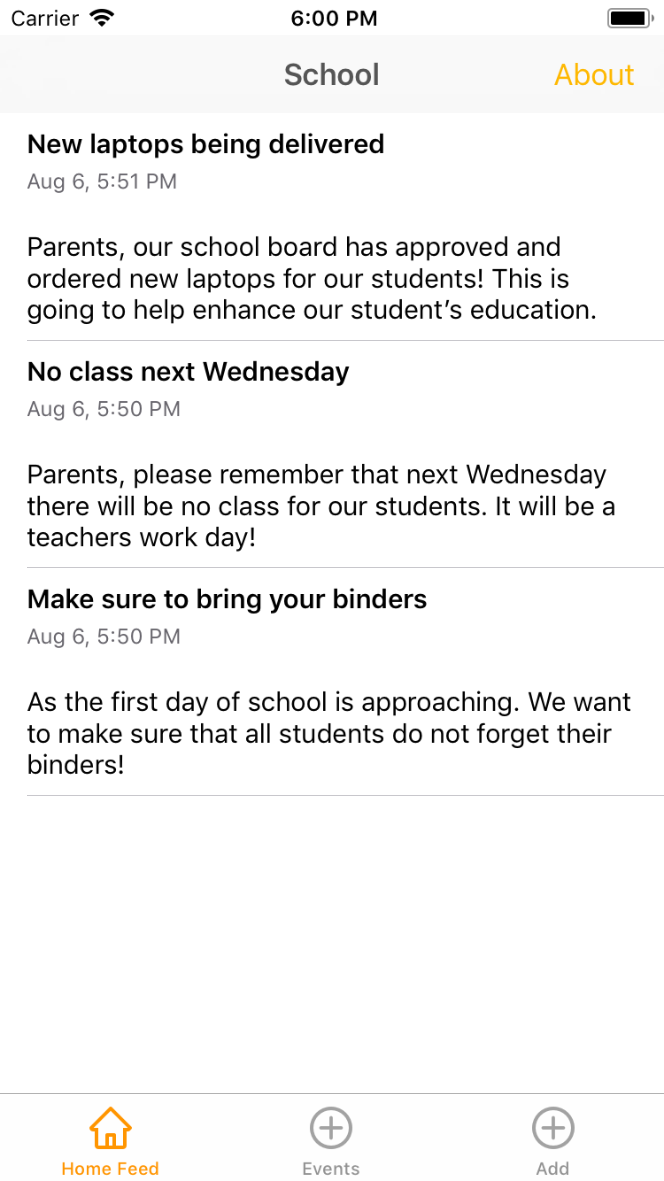 Carrier 6:00 PM
School About
New laptops being delivered
Aug 6, 5:51 PM
Parents, our school board has approved and
ordered new laptops for our students! This is
going to help enhance our student’s education.
No class next Wednesday
Aug 6, 5:50 PM
Parents, please remember that next Wednesday
there will be no class for our students. It will be a
teachers work day!
Make sure to bring your binders
Aug 6, 5:50 PM
As the first day of school is approaching. We want
to make sure that all students do not forget their
binders!
Home Feed Events Add